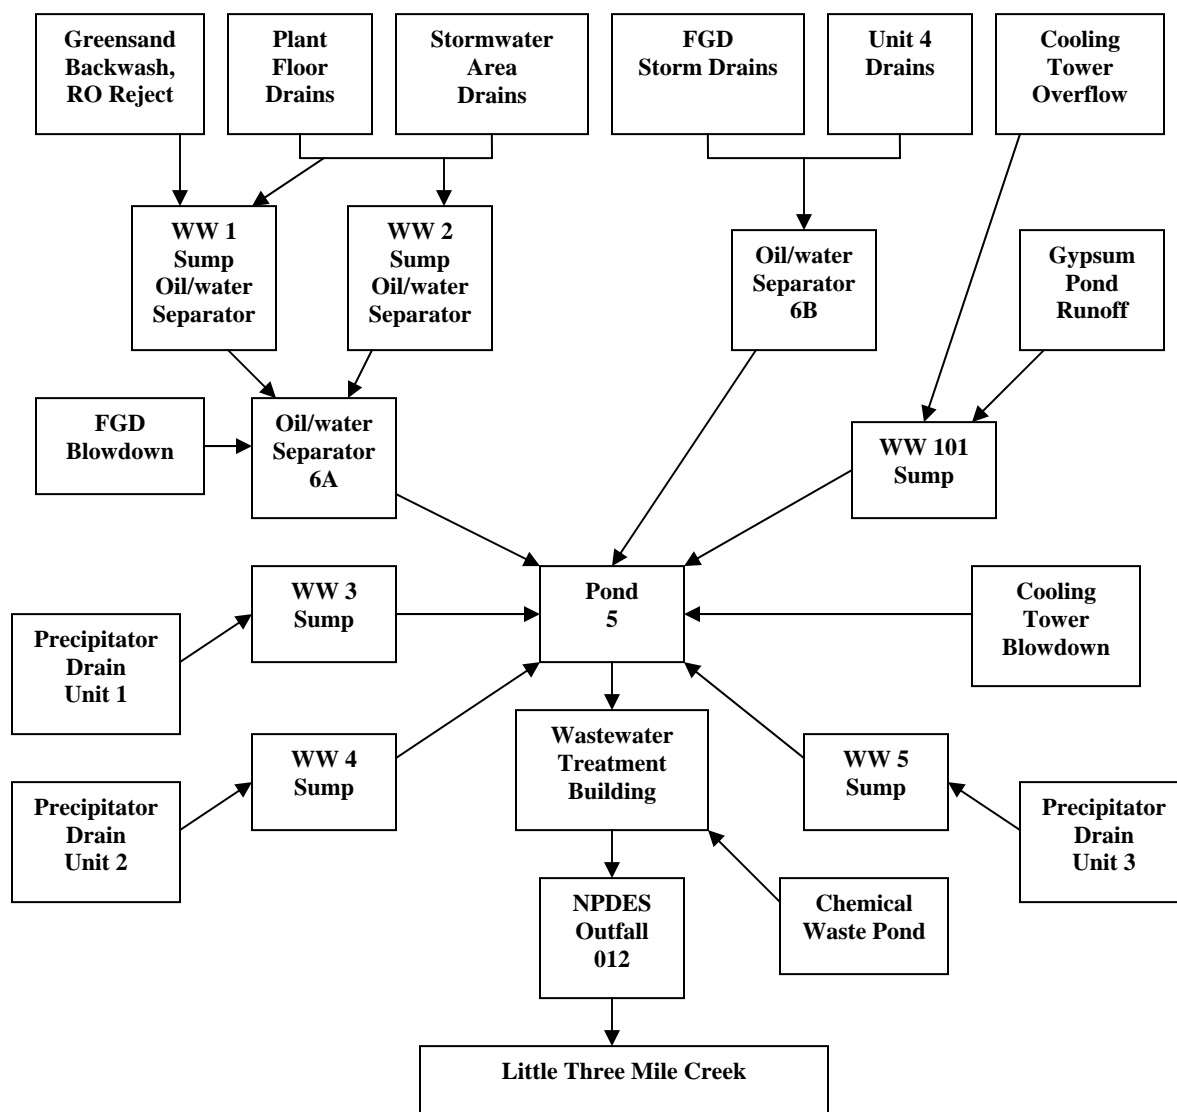 Greensand
Backwash,
RO Reject
Plant
Floor
Drains
Stormwater
Area
Drains
FGD
Storm Drains
Unit 4
Drains
Cooling
Tower
Overflow
WW 1
Sump
Oil/water
Separator
WW 2
Sump
Oil/water
Separator
Oil/water
Separator
6B
Gypsum
Pond
Runoff
FGD
Blowdown
Oil/water
Separator
6A
WW 101
Sump
Precipitator
Drain
Unit 1
WW 3
Sump
Pond
5
Cooling
Tower
Blowdown
Precipitator
Drain
Unit 2
WW 4
Sump
Wastewater
Treatment
Building
WW 5
Sump
Precipitator
Drain
Unit 3
NPDES
Outfall
012
Chemical
Waste Pond
Little Three Mile Creek